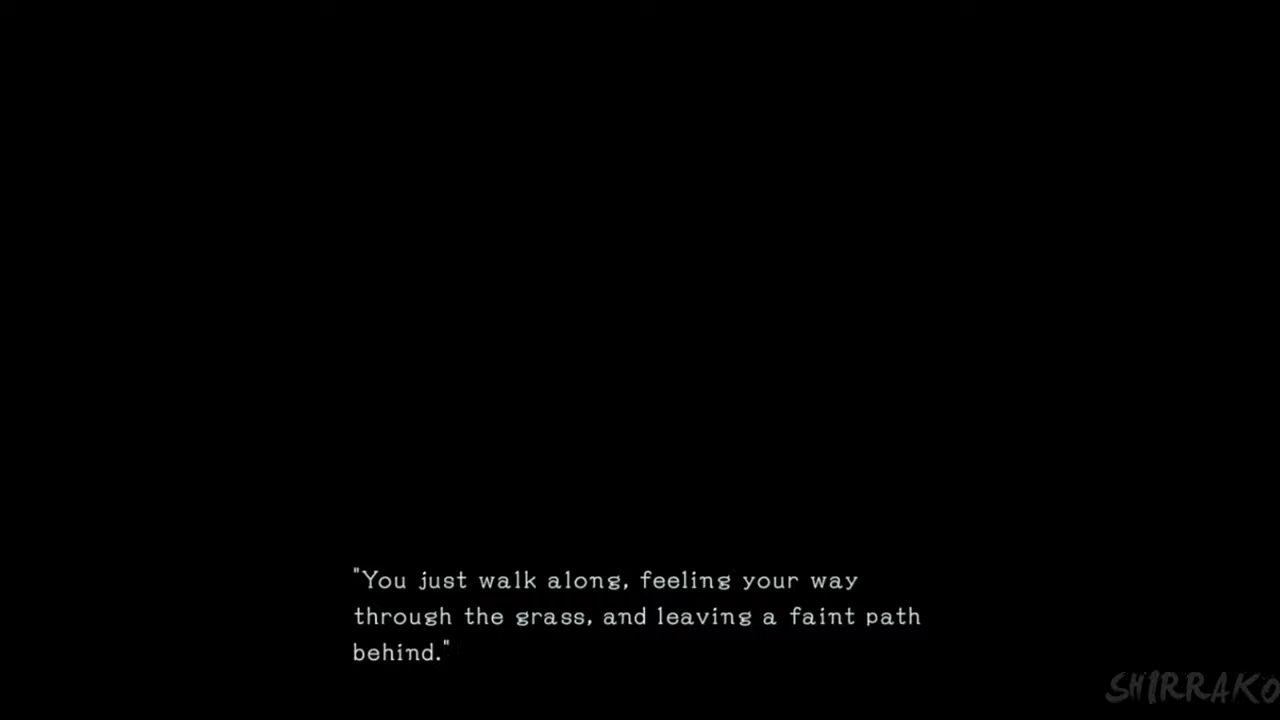 "You just walk along, feeling your way
through the grass, and leaving a faint path
behind."
SHIRRAKO